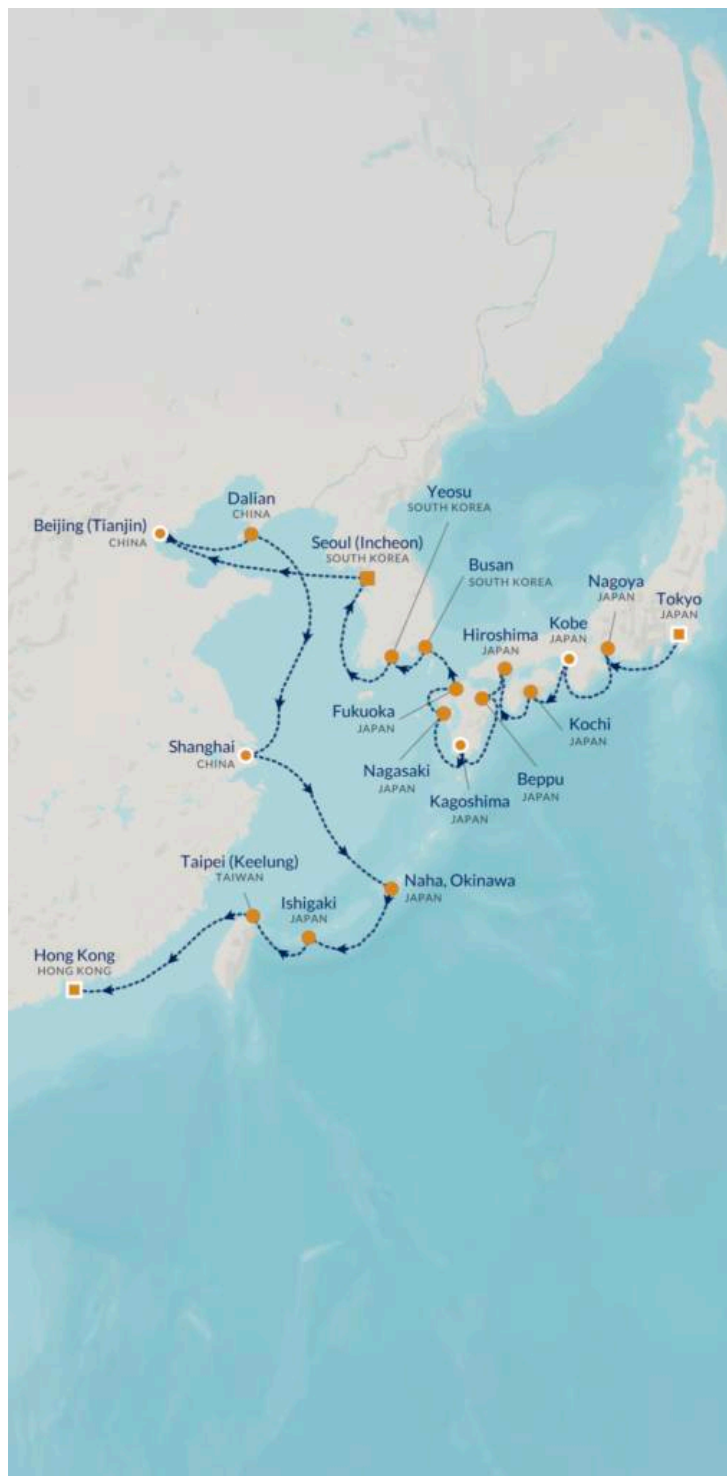 Yeosu
SOUTH KOREA
Dalian
CHINA
Beijing (Tianjin)
CHINA
Seoul (Incheon)
SOUTH KOREA
Busan
SOUTH KOREA
Nagoya
JAPAN
Tokyo
JAPAN
Kobe
JAPAN
Hiroshima
JAPAN
Fukuoka
JAPAN
Kochi
JAPAN
Shanghai
CHINA
Nagasaki
JAPAN
Beppu
JAPAN
Kagoshima
JAPAN
Taipei (Keelung)
TAIWAN
Naha, Okinawa
JAPAN
Ishigaki
JAPAN
Hong Kong
HONG KONG